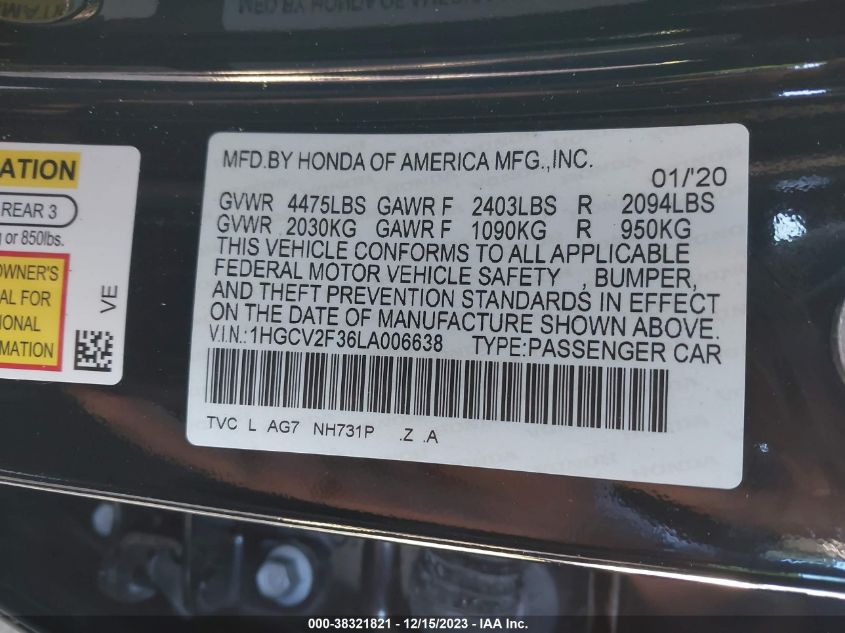 ATION
REAR 3
or 850lbs.
OWNER'S
AL FOR
IONAL
MATION
VE
MFD.BY HONDA OF AMERICA MFG.,INC.
01/'20
GVWR 4475LBS GAWR F 2403LBS R 2094LBS
GVWR 2030KG GAWR F 1090KG R 950KG
THIS VEHICLE CONFORMS TO ALL APPLICABLE
FEDERAL MOTOR VEHICLE SAFETY , BUMPER,
AND THEFT PREVENTION STANDARDS IN EFFECT
ON THE DATE OF MANUFACTURE SHOWN ABOVE.
V.I.N.:1HGCV2F36LA006638 TYPE:PASSENGER CAR
TVC L AG7 NH731P .Z .A
000-38321821 - 12/15/2023 - IAA Inc.